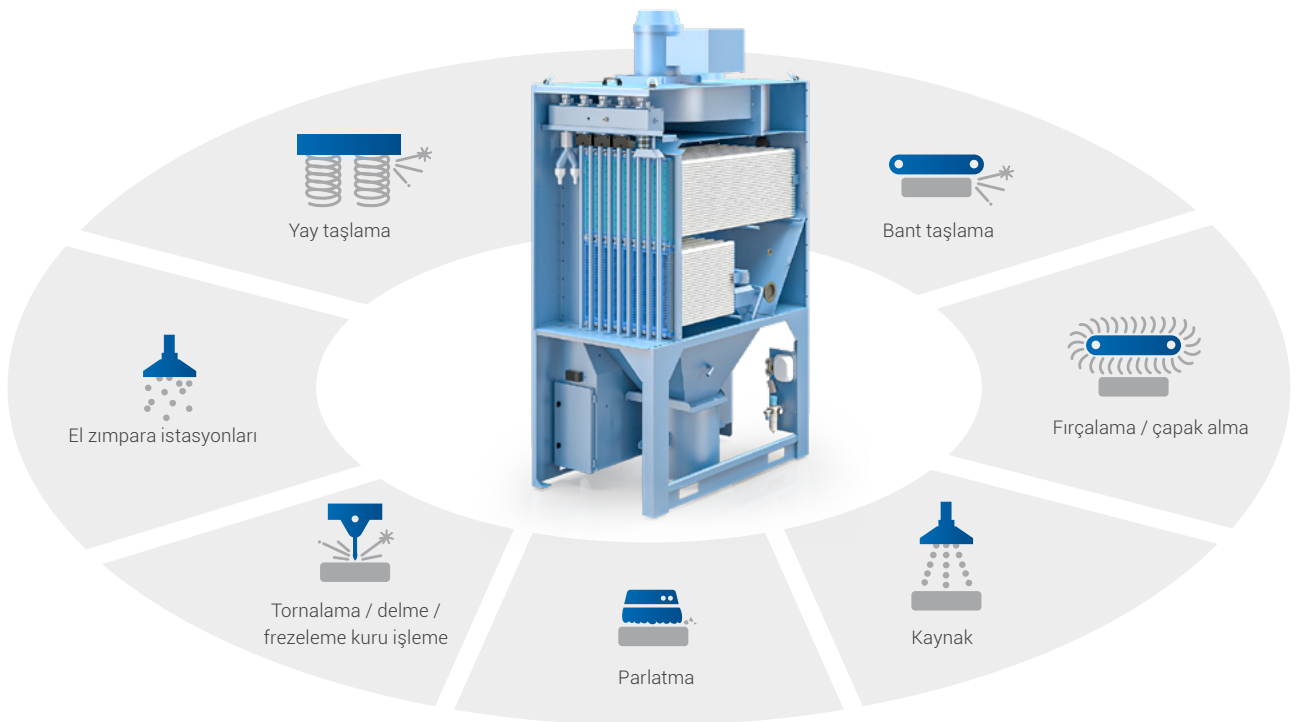 Yay taşlama
Bant taşlama
El zımpara istasyonları
Fırçalama / çapak alma
Tornalama / delme /
frezeleme kuru işleme
Kaynak
Parlatma